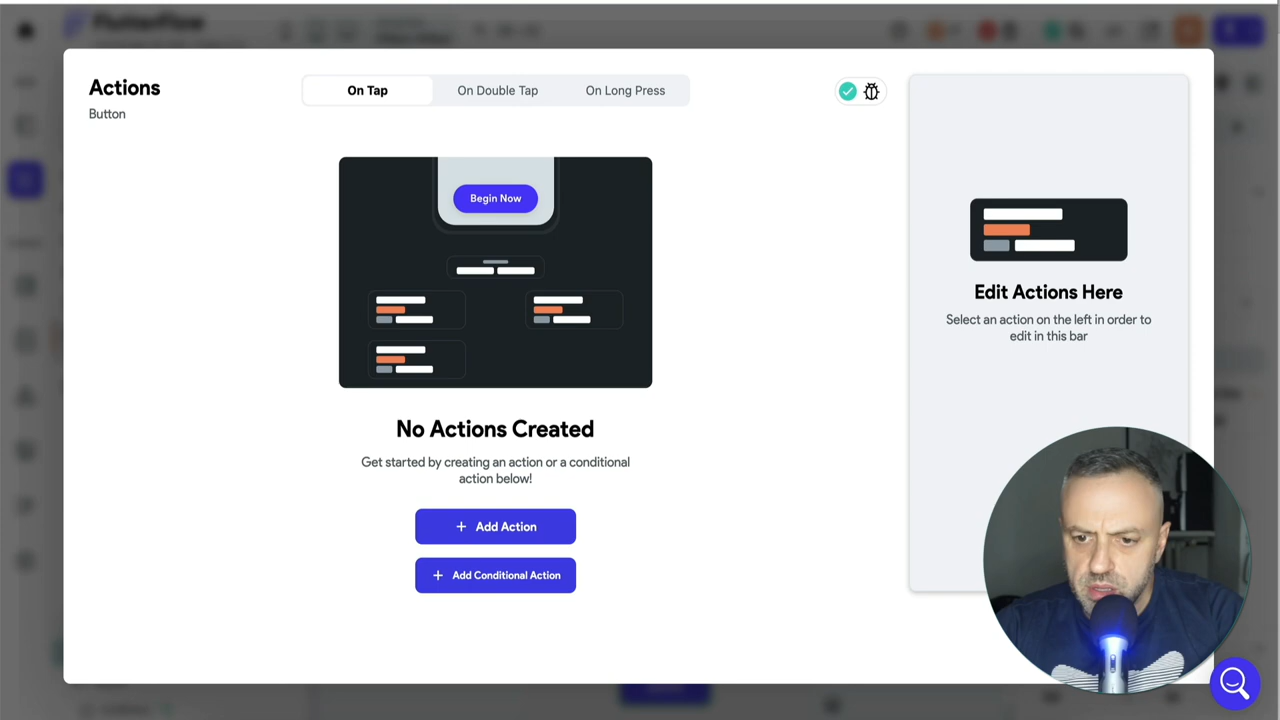 FlutterFlow
Actions
Button
On Tap
On Double Tap
On Long Press
Begin Now
No Actions Created
Get started by creating an action or a conditional
action below!
+ Add Action
+ Add Conditional Action
Edit Actions Here
Select an action on the left in order to
edit in this bar